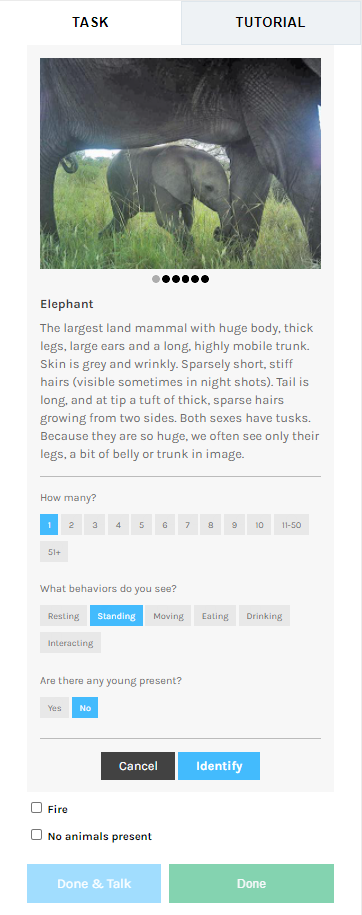 TASK TUTORIAL
Elephant
The largest land mammal with huge body, thick
legs, large ears and a long, highly mobile trunk.
Skin is grey and wrinkly. Sparsely short, stiff
hairs (visible sometimes in night shots). Tail is
long, and at tip a tuft of thick, sparse hairs
growing from two sides. Both sexes have tusks.
Because they are so huge, we often see only their
legs, a bit of belly or trunk in image.
How many?
1 2 3 4 5 6 7 8 9 10 11-50
51+
What behaviors do you see?
Resting Standing Moving Eating Drinking
Interacting
Are there any young present?
Yes No
Cancel Identify
Fire
No animals present
Done & Talk Done